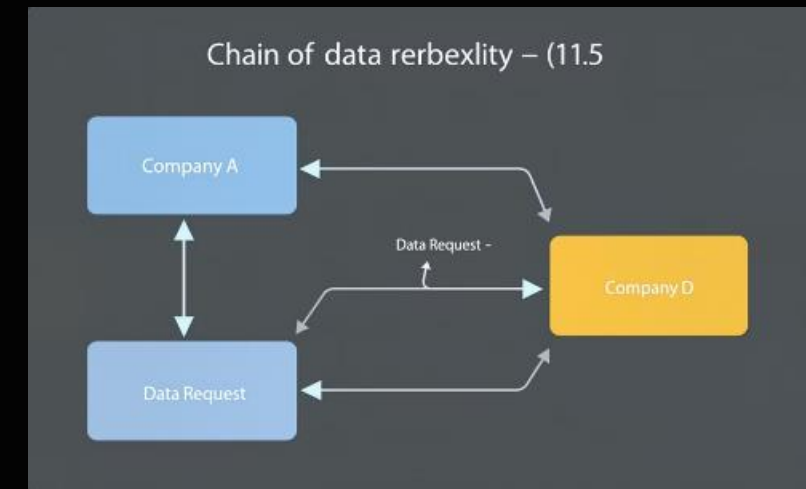 Chain of data rerbexlity – (11.5
Company A
Data Request -
Company D
Data Request